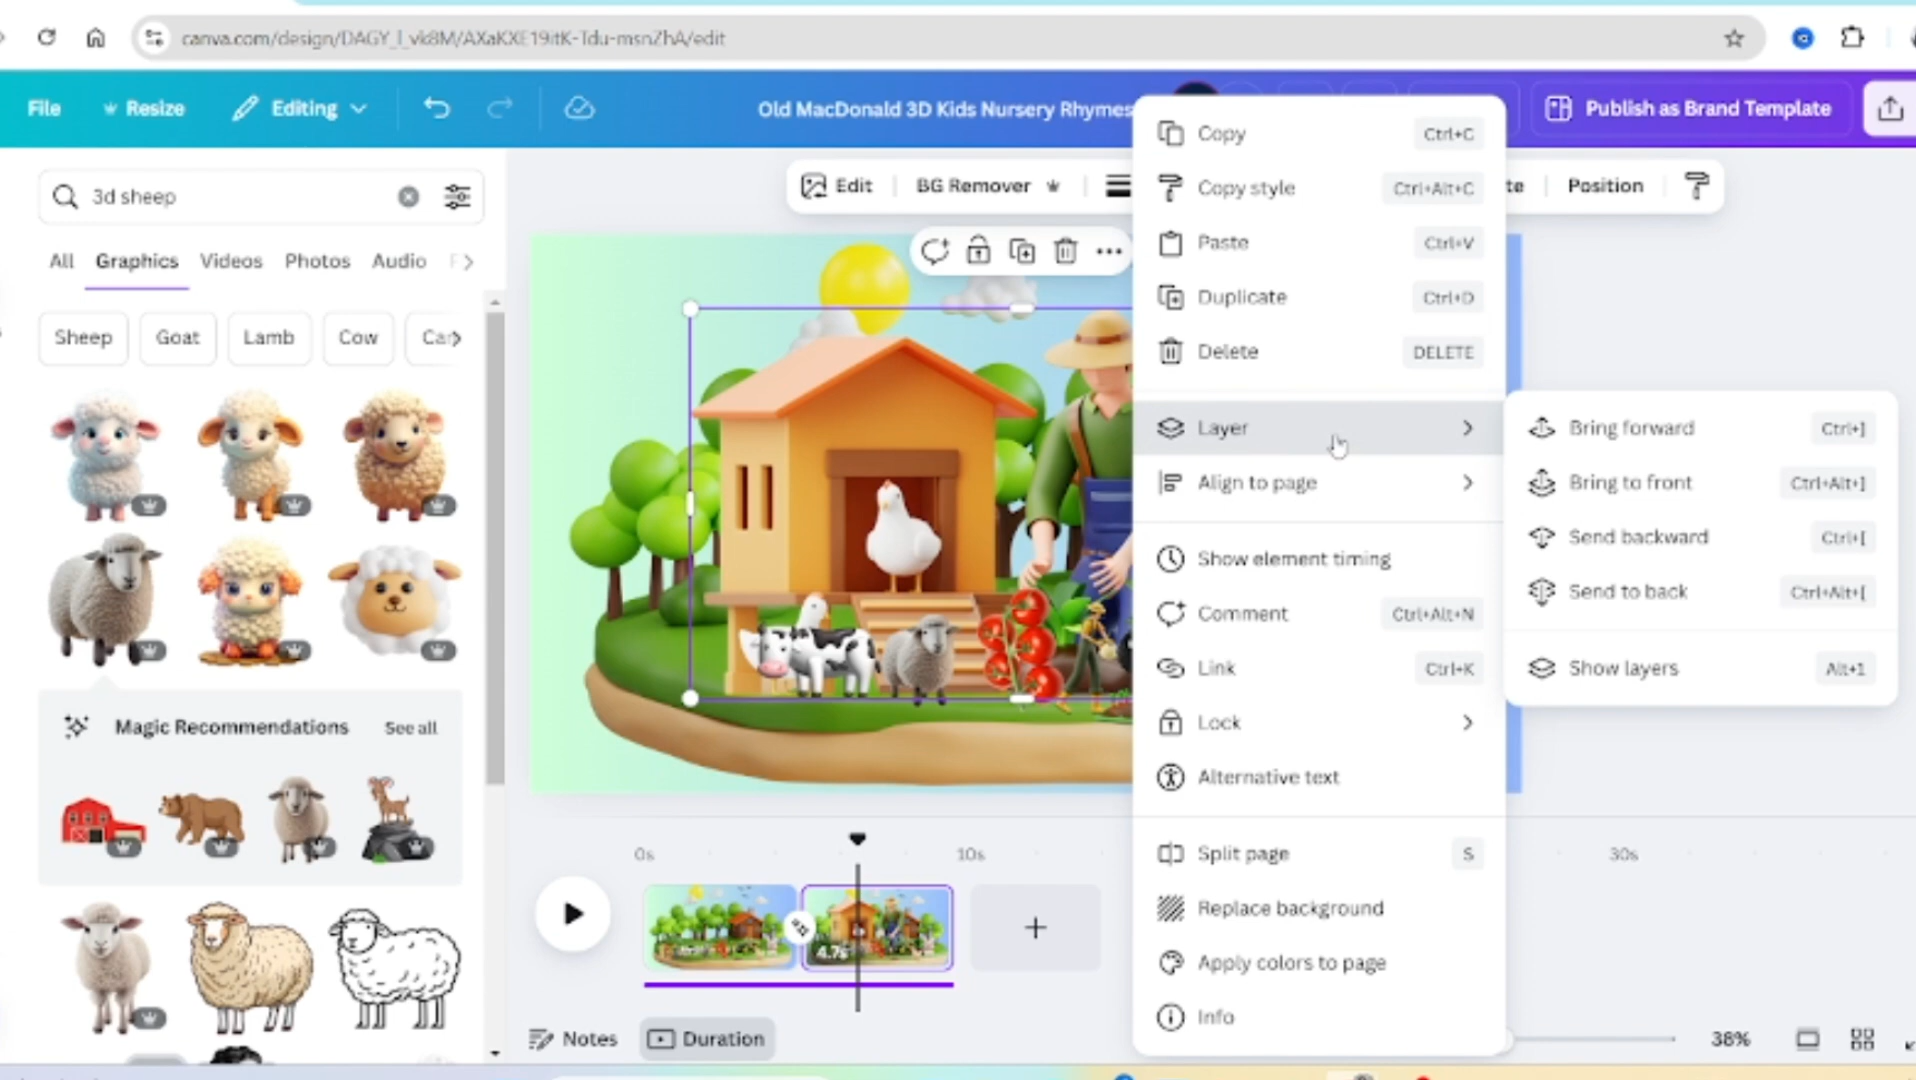 canva.com/design/DAGY_l_vk8M/AXaKXE19itK-Tdu-msnZhA/edit
File
Resize
Editing
Old MacDonald 3D Kids Nursery Rhymes
Publish as Brand Template
3d sheep
All
Graphics
Videos
Photos
Audio
Sheep
Goat
Lamb
Cow
Magic Recommendations
See all
Edit
BG Remover
Position
Copy
Ctrl+C
Copy style
Ctrl+Alt+C
Paste
Ctrl+V
Duplicate
Ctrl+D
Delete
DELETE
Layer
Align to page
Show element timing
Comment
Ctrl+Alt+N
Link
Ctrl+K
Lock
Alternative text
Split page
S
Replace background
Apply colors to page
Info
Bring forward
Ctrl+]
Bring to front
Ctrl+Alt+]
Send backward
Ctrl+[
Send to back
Ctrl+Alt+[
Show layers
Alt+1
0s
10s
30s
4.7s
Notes
Duration
38%